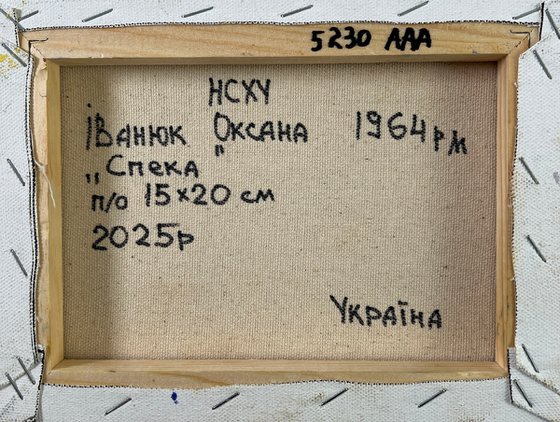 5230 AAA
НСХУ
Іванюк Оксана 1964 р.н
„Спека"
п/о 15×20 см
2025р
Україна